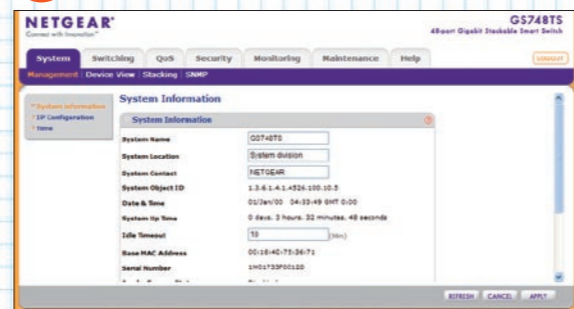 NETGEAR®
Connect with Innovation™
GS748TS
48-port Gigabit Stackable Smart Switch
System Switching QoS Security Monitoring Maintenance Help LOGOUT
Management Device View Stacking SNMP
System Information
IP Configuration
Time
System Information
System Information
System Name GS748TS
System Location System division
System Contact NETGEAR
System Object ID 1.3.6.1.4.1.4526.100.10.5
Date & Time 01/Jan/00 04:33:49 GMT 0:00
System Up Time 0 days, 3 hours, 32 minutes, 48 seconds
Idle Timeout 10 (Min)
Base MAC Address
Serial Number
REFRESH CANCEL APPLY